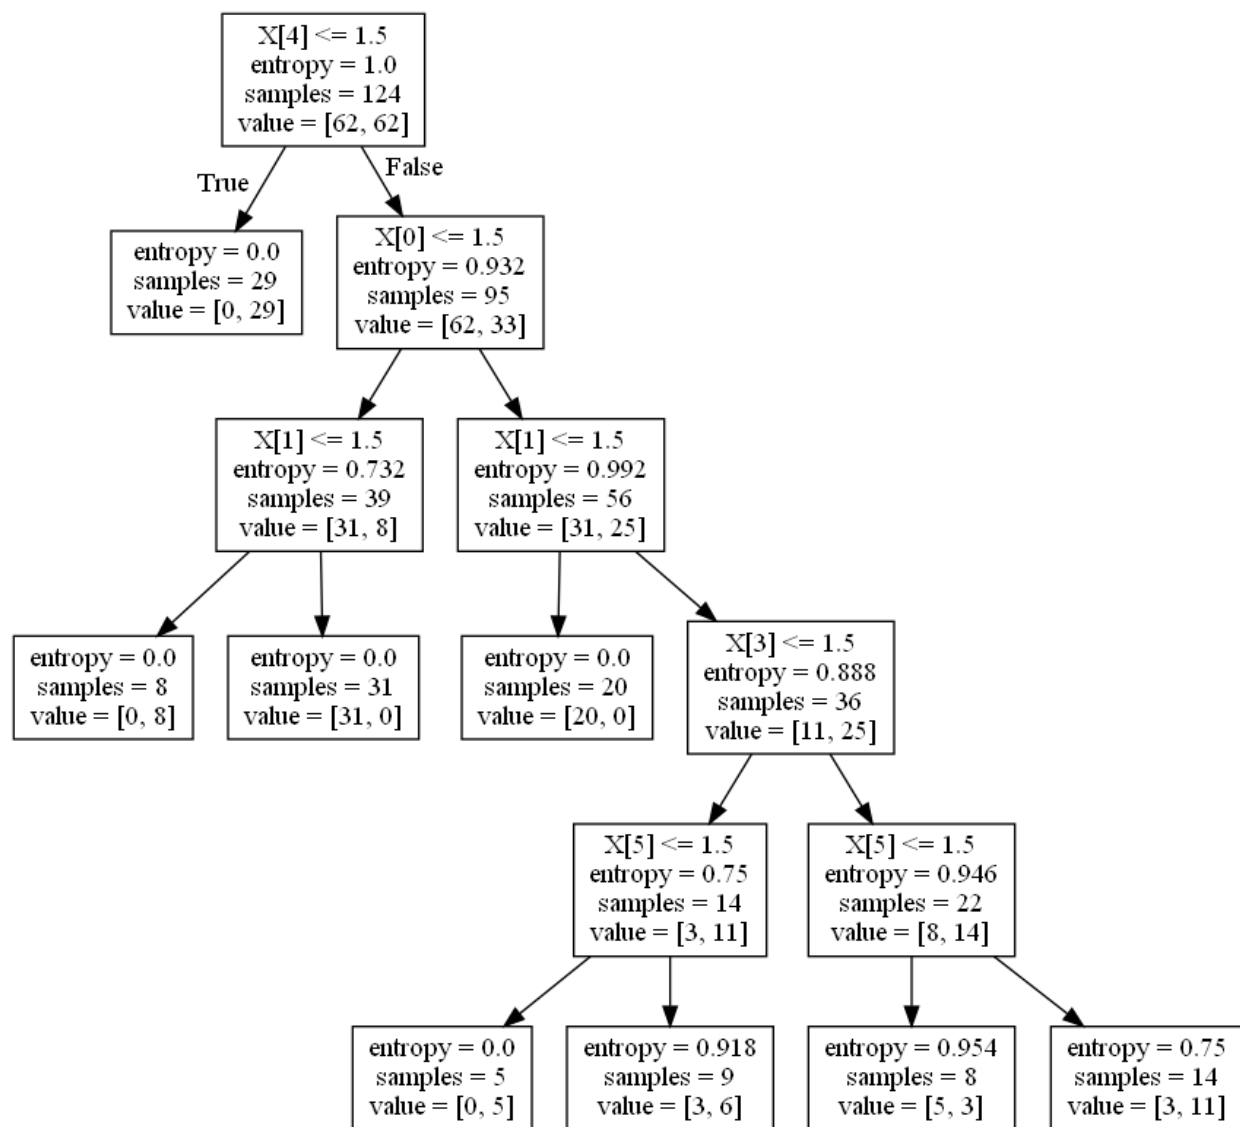 X[4] <= 1.5
entropy = 1.0
samples = 124
value = [62, 62]
True
False
entropy = 0.0
samples = 29
value = [0, 29]
X[0] <= 1.5
entropy = 0.932
samples = 95
value = [62, 33]
X[1] <= 1.5
entropy = 0.732
samples = 39
value = [31, 8]
X[1] <= 1.5
entropy = 0.992
samples = 56
value = [31, 25]
entropy = 0.0
samples = 8
value = [0, 8]
entropy = 0.0
samples = 31
value = [31, 0]
entropy = 0.0
samples = 20
value = [20, 0]
X[3] <= 1.5
entropy = 0.888
samples = 36
value = [11, 25]
X[5] <= 1.5
entropy = 0.75
samples = 14
value = [3, 11]
X[5] <= 1.5
entropy = 0.946
samples = 22
value = [8, 14]
entropy = 0.0
samples = 5
value = [0, 5]
entropy = 0.918
samples = 9
value = [3, 6]
entropy = 0.954
samples = 8
value = [5, 3]
entropy = 0.75
samples = 14
value = [3, 11]